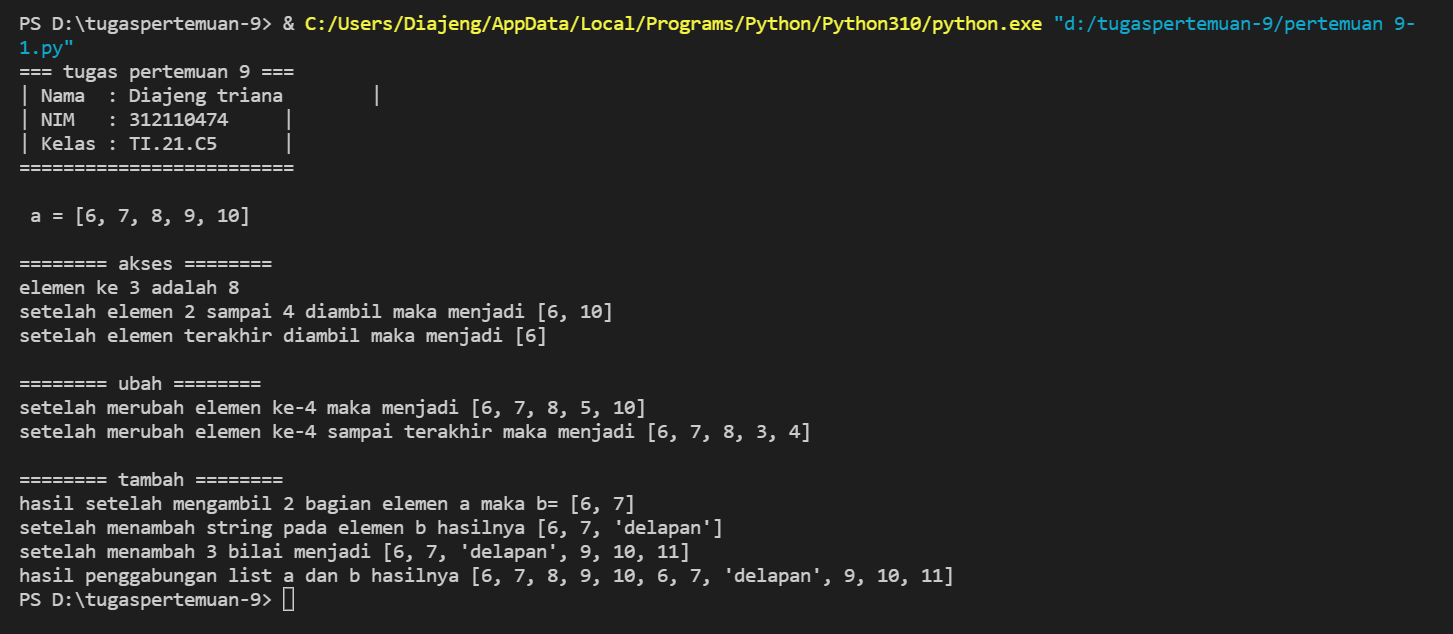 PS D:\tugaspertemuan-9> & C:/Users/Diajeng/AppData/Local/Programs/Python/Python310/python.exe "d:/tugaspertemuan-9/pertemuan 9-
1.py"
=== tugas pertemuan 9 ===
| Nama  : Diajeng triana        |
| NIM   : 312110474     |
| Kelas : TI.21.C5      |
=========================
 a = [6, 7, 8, 9, 10]
======== akses ========
elemen ke 3 adalah 8
setelah elemen 2 sampai 4 diambil maka menjadi [6, 10]
setelah elemen terakhir diambil maka menjadi [6]
======== ubah ========
setelah merubah elemen ke-4 maka menjadi [6, 7, 8, 5, 10]
setelah merubah elemen ke-4 sampai terakhir maka menjadi [6, 7, 8, 3, 4]
======== tambah ========
hasil setelah mengambil 2 bagian elemen a maka b= [6, 7]
setelah menambah string pada elemen b hasilnya [6, 7, 'delapan']
setelah menambah 3 bilai menjadi [6, 7, 'delapan', 9, 10, 11]
hasil penggabungan list a dan b hasilnya [6, 7, 8, 9, 10, 6, 7, 'delapan', 9, 10, 11]
PS D:\tugaspertemuan-9>